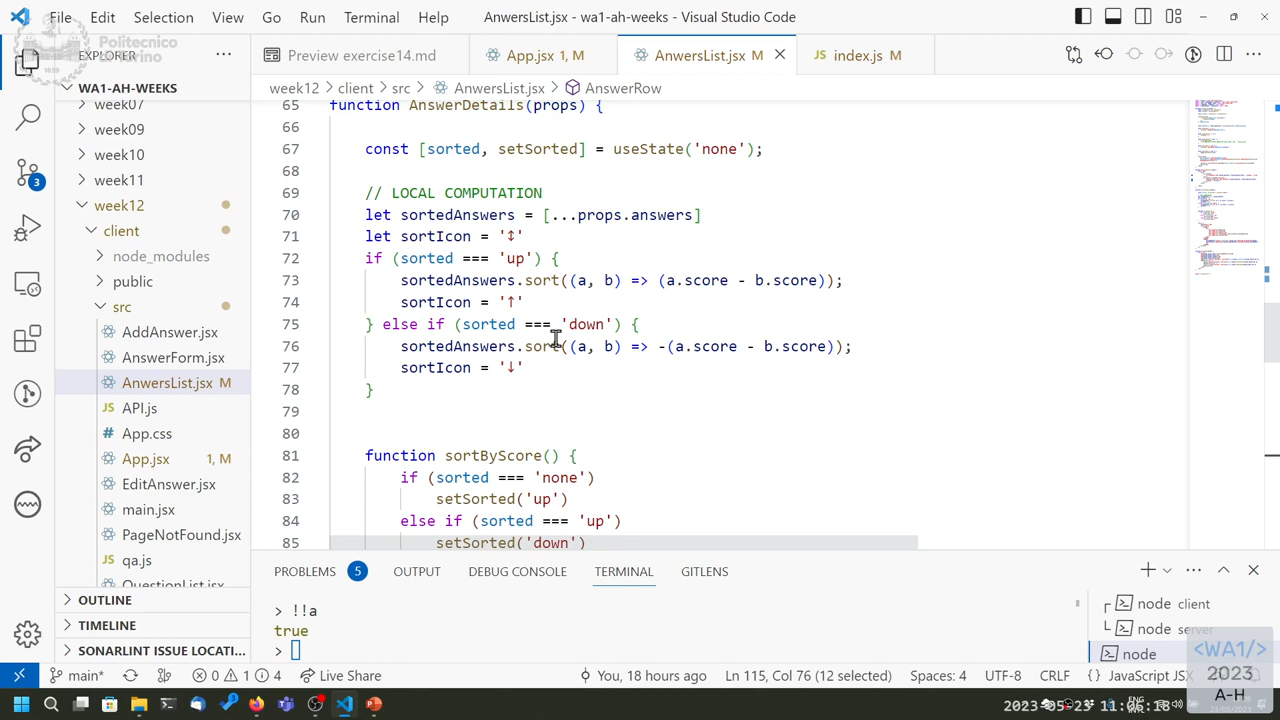 File Edit Selection View Go Run Terminal Help
AnwersList.jsx - wa1-ah-weeks - Visual Studio Code
Politecnico
di Torino
EXPLORER
Preview exercise14.md
App.jsx 1, M
AnwersList.jsx M
index.js M
WA1-AH-WEEKS
week12 > client > src > AnwersList.jsx > AnswerRow
week07
week09
week10
week11
week12
client
node_modules
public
src
AddAnswer.jsx
AnswerForm.jsx
AnwersList.jsx M
API.js
App.css
App.jsx 1, M
EditAnswer.jsx
main.jsx
PageNotFound.jsx
qa.js
QuestionList.jsx
OUTLINE
TIMELINE
SONARLINT ISSUE LOCATI...
65 function AnswerDetails(props) {
66
67 const [sorted, setSorted] = useState('none');
68
69 // LOCAL COMPUTATION
70 let sortedAnswers = [...props.answers]
71 let sortIcon = ' '
72 if (sorted === 'up') {
73 sortedAnswers.sort((a, b) => (a.score - b.score));
74 sortIcon = '↑'
75 } else if (sorted === 'down') {
76 sortedAnswers.sort((a, b) => -(a.score - b.score));
77 sortIcon = '↓'
78 }
79
80
81 function sortByScore() {
82 if (sorted === 'none')
83 setSorted('up')
84 else if (sorted === 'up')
85 setSorted('down')
PROBLEMS 5 OUTPUT DEBUG CONSOLE TERMINAL GITLENS
> !!a
true
>
node client
node server
node
3
main* 0 1 4 Live Share You, 18 hours ago Ln 115, Col 76 (12 selected) Spaces: 4 UTF-8 CRLF {} JavaScript JSX
<WA1/>
2023
A-H
ENG